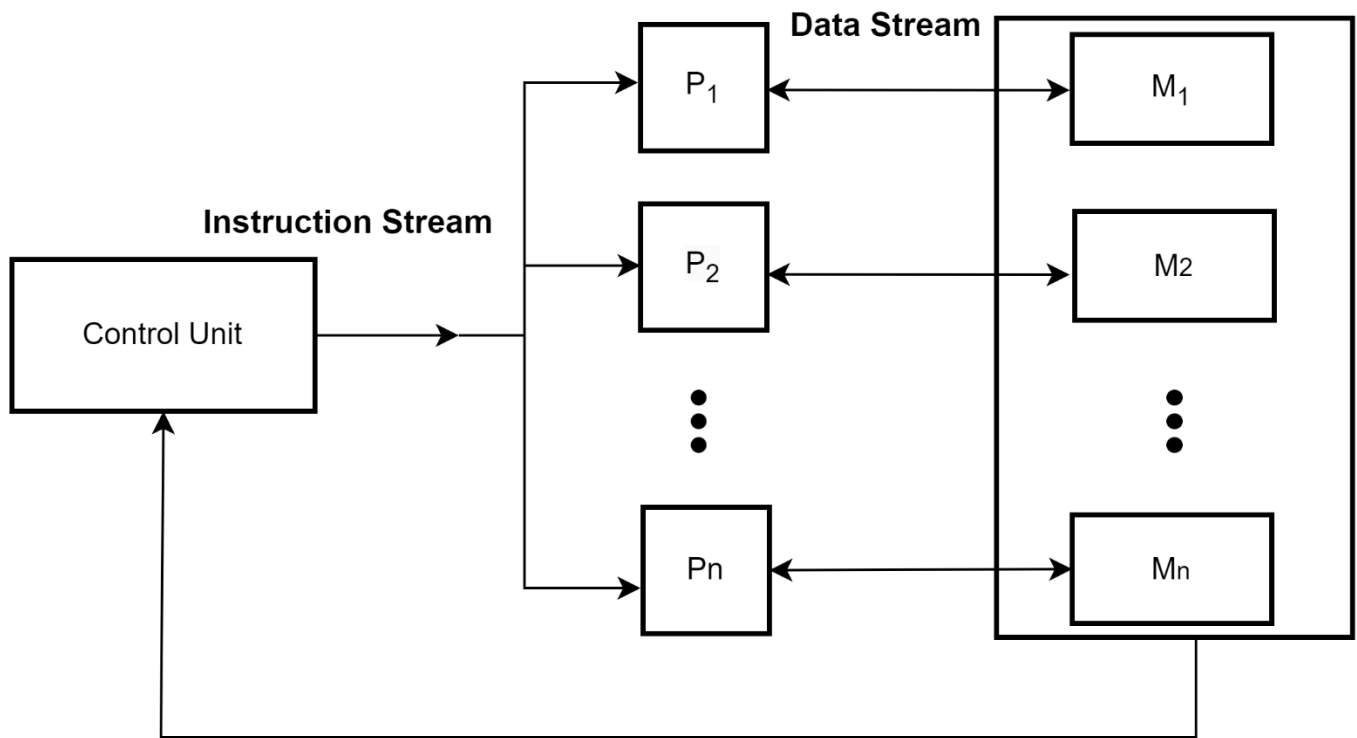 Data Stream
P1
M1
Instruction Stream
P2
M2
Control Unit
Pn
Mn